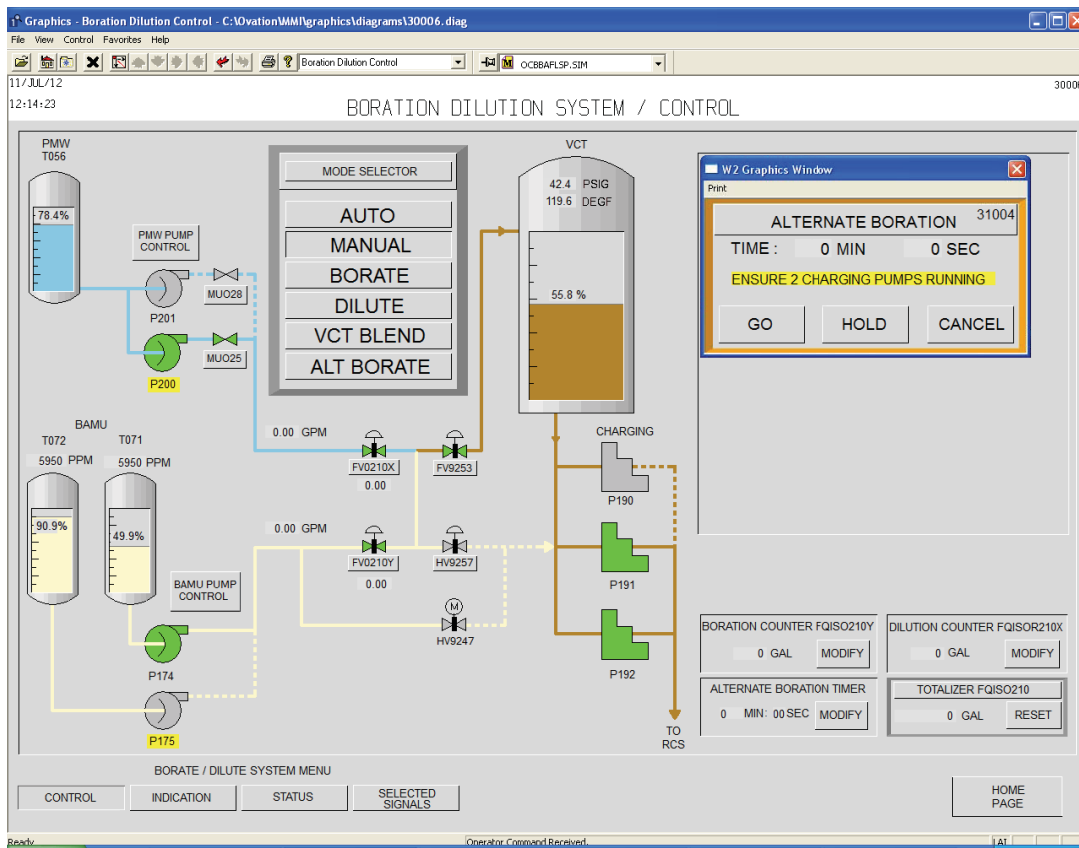 Graphics - Boration Dilution Control - C:\Ovation\MMI\graphics\diagrams\30006.diag
File View Control Favorites Help
Boration Dilution Control
M OCBBAFLSP.SIM
11/JUL/12
12:14:23
BORATION DILUTION SYSTEM / CONTROL
PMW
T056
78.4%
PMW PUMP
CONTROL
P201
MUO28
P200
MUO25
MODE SELECTOR
AUTO
MANUAL
BORATE
DILUTE
VCT BLEND
ALT BORATE
VCT
42.4 PSIG
119.6 DEGF
55.8 %
W2 Graphics Window
Print
ALTERNATE BORATION 31004
TIME : 0 MIN 0 SEC
ENSURE 2 CHARGING PUMPS RUNNING
GO HOLD CANCEL
BAMU
T072 T071
5950 PPM 5950 PPM
90.9%
49.9%
0.00 GPM
FV0210X
0.00
FV9253
0.00 GPM
FV0210Y
0.00
HV9257
M
HV9247
BAMU PUMP
CONTROL
P174
P175
CHARGING
P190
P191
P192
TO
RCS
BORATION COUNTER FQISO210Y
0 GAL MODIFY
DILUTION COUNTER FQISOR210X
0 GAL MODIFY
ALTERNATE BORATION TIMER
0 MIN: 00 SEC MODIFY
TOTALIZER FQISO210
0 GAL RESET
BORATE / DILUTE SYSTEM MENU
CONTROL INDICATION STATUS SELECTED
SIGNALS
HOME
PAGE
Ready
Operator Command Received.